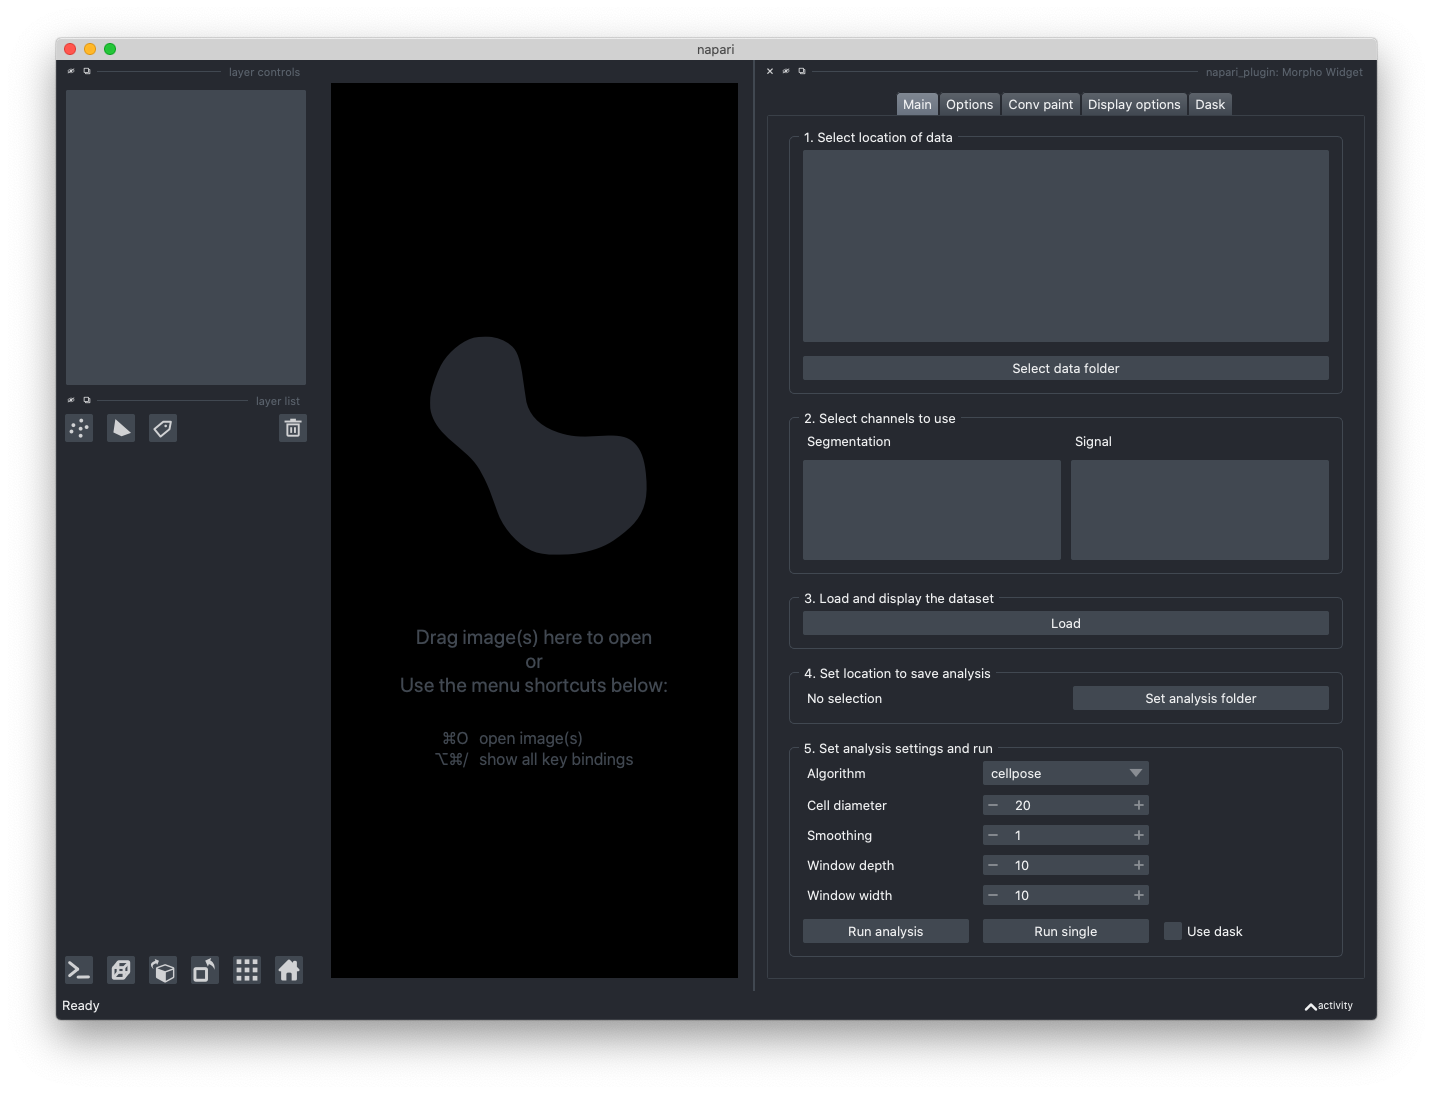 napari
layer controls
layer list
Drag image(s) here to open
or
Use the menu shortcuts below:
⌘O open image(s)
⌥⌘/ show all key bindings
napari_plugin: Morpho Widget
Main Options Conv paint Display options Dask
1. Select location of data
Select data folder
2. Select channels to use
Segmentation Signal
3. Load and display the dataset
Load
4. Set location to save analysis
No selection Set analysis folder
5. Set analysis settings and run
Algorithm cellpose
Cell diameter − 20 +
Smoothing − 1 +
Window depth − 10 +
Window width − 10 +
Run analysis Run single Use dask
Ready
activity